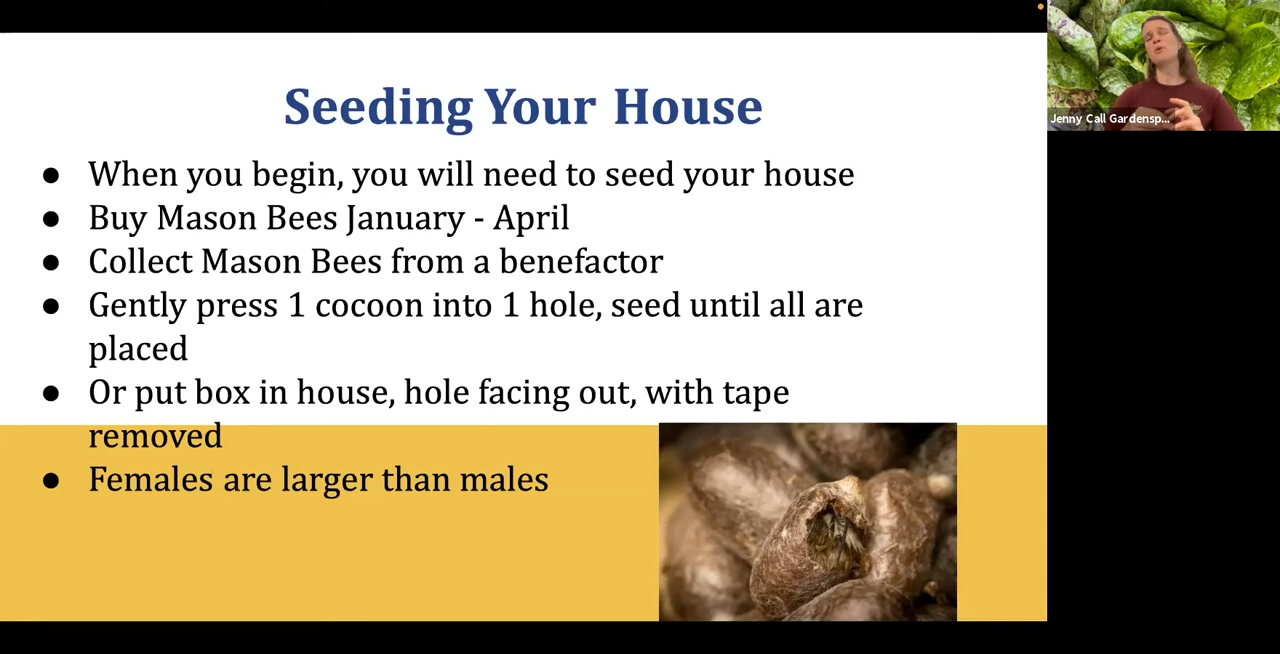 Seeding Your House
● When you begin, you will need to seed your house
● Buy Mason Bees January - April
● Collect Mason Bees from a benefactor
● Gently press 1 cocoon into 1 hole, seed until all are
placed
● Or put box in house, hole facing out, with tape
removed
● Females are larger than males
Jenny Call Gardensp...